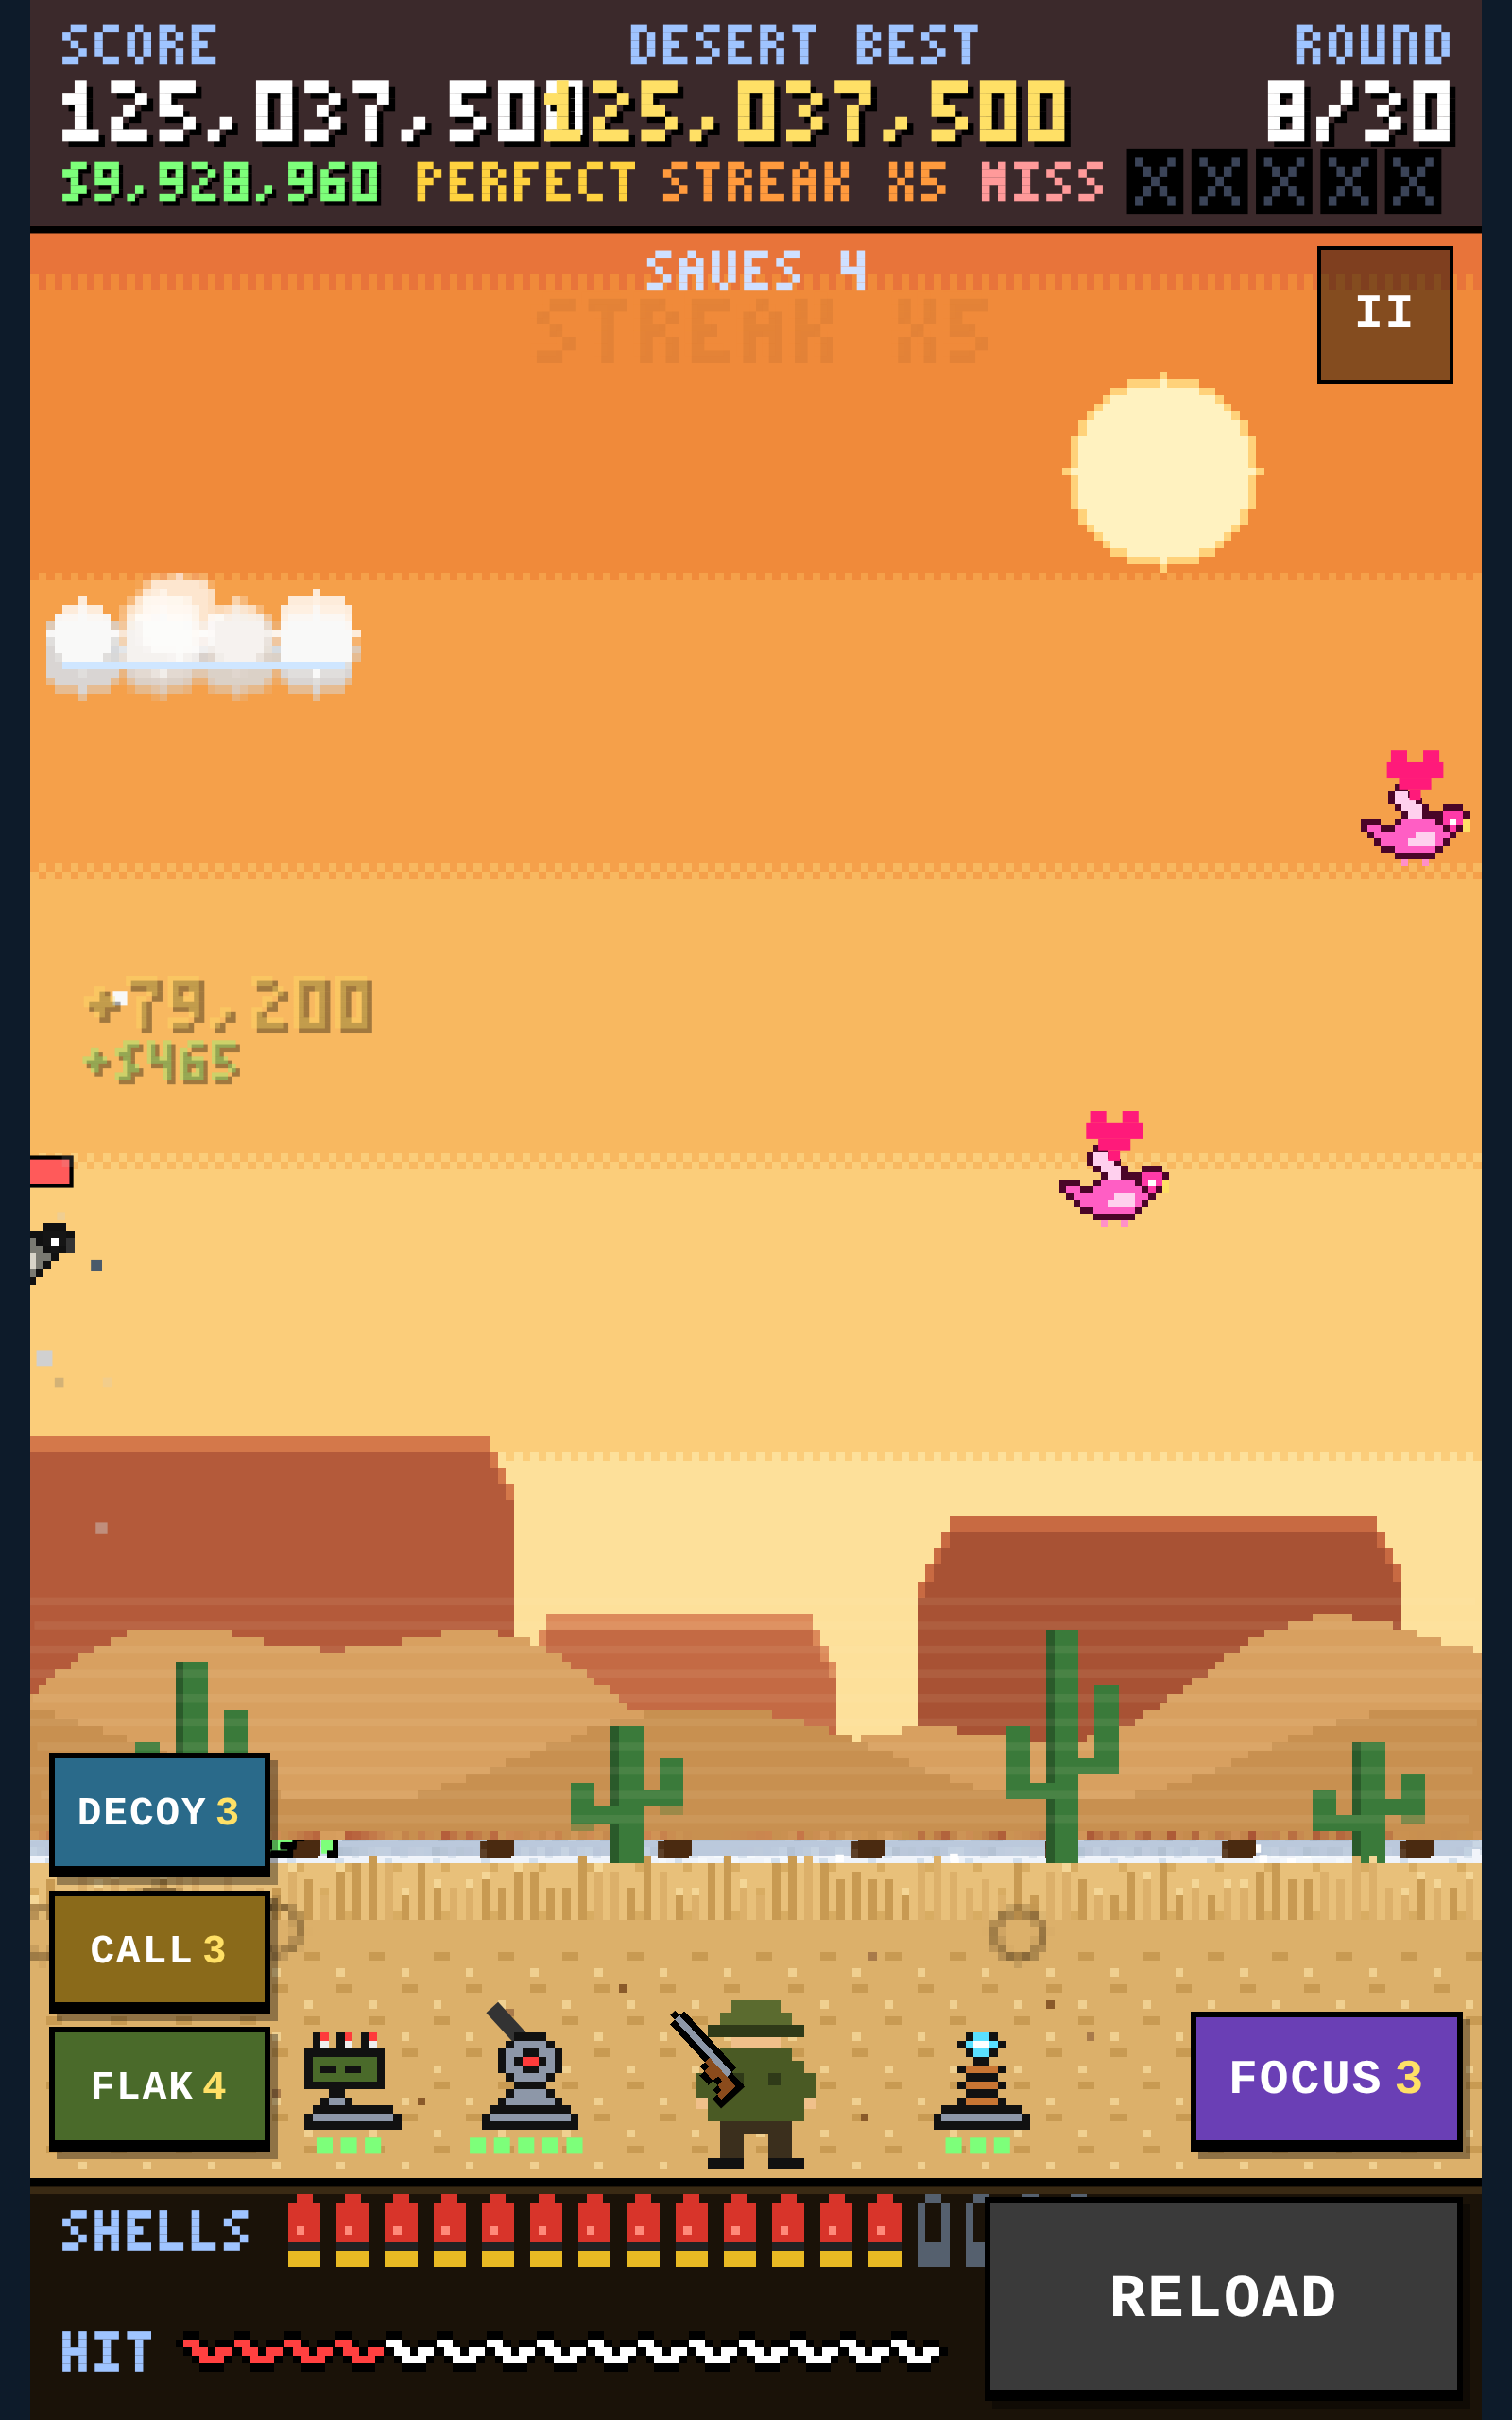 SCORE DESERT BEST ROUND
125,037,500 125,037,500 8/30
$9,928,960 PERFECT STREAK X5 MISS X X X X X
SAVES 4
STREAK X5
II
+79,200
+$465
DECOY 3
CALL 3
FLAK 4
FOCUS 3
SHELLS
RELOAD
HIT